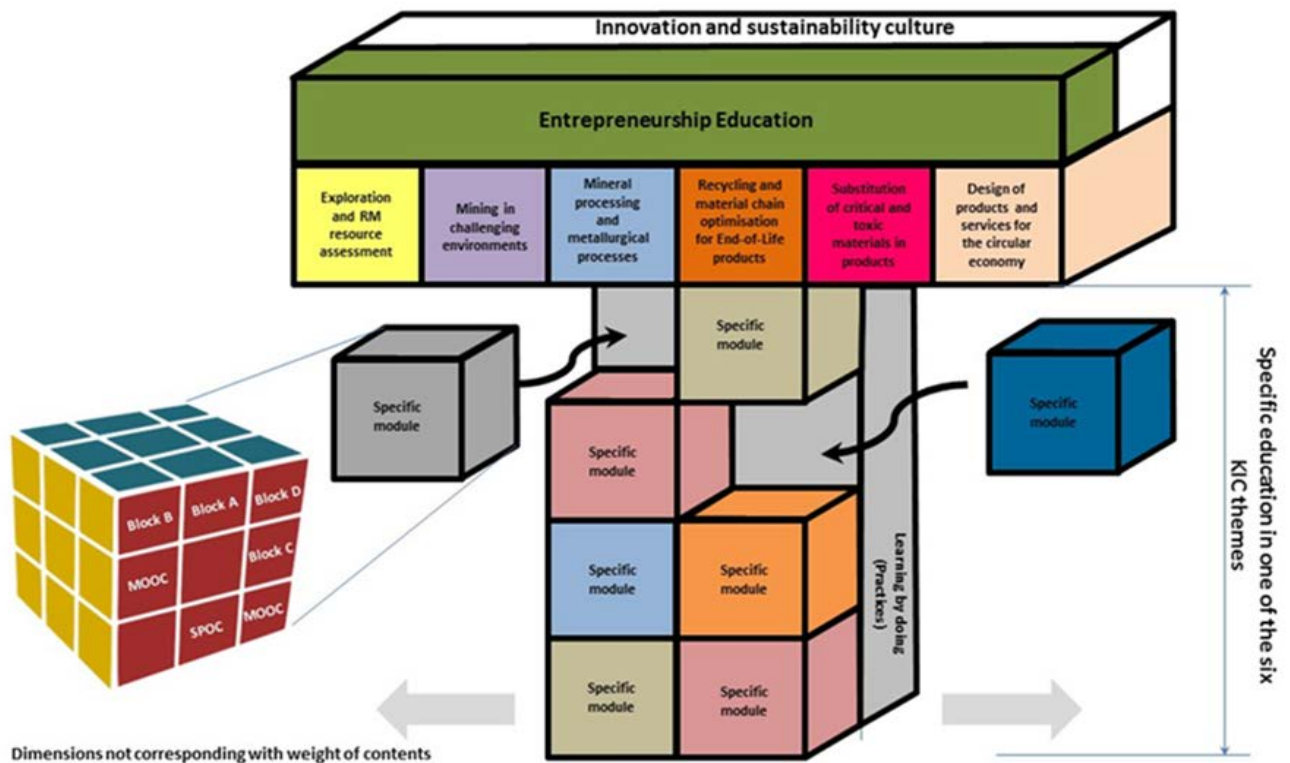 Innovation and sustainability culture
Entrepreneurship Education
Exploration
and RM
resource
assessment
Mining in
challenging
environments
Mineral
processing
and
metallurgical
processes
Recycling and
material chain
optimisation
for End-of-Life
products
Substitution
of critical and
toxic
materials in
products
Design of
products and
services for
the circular
economy
Specific
module
Specific
module
Specific
module
Specific
module
Specific
module
Specific
module
Specific
module
Specific
module
Block B
Block A
Block D
MOOC
Block C
SPOC
MOOC
Learning by doing
(Practices)
Specific education in one of the six
KIC themes
Dimensions not corresponding with weight of contents